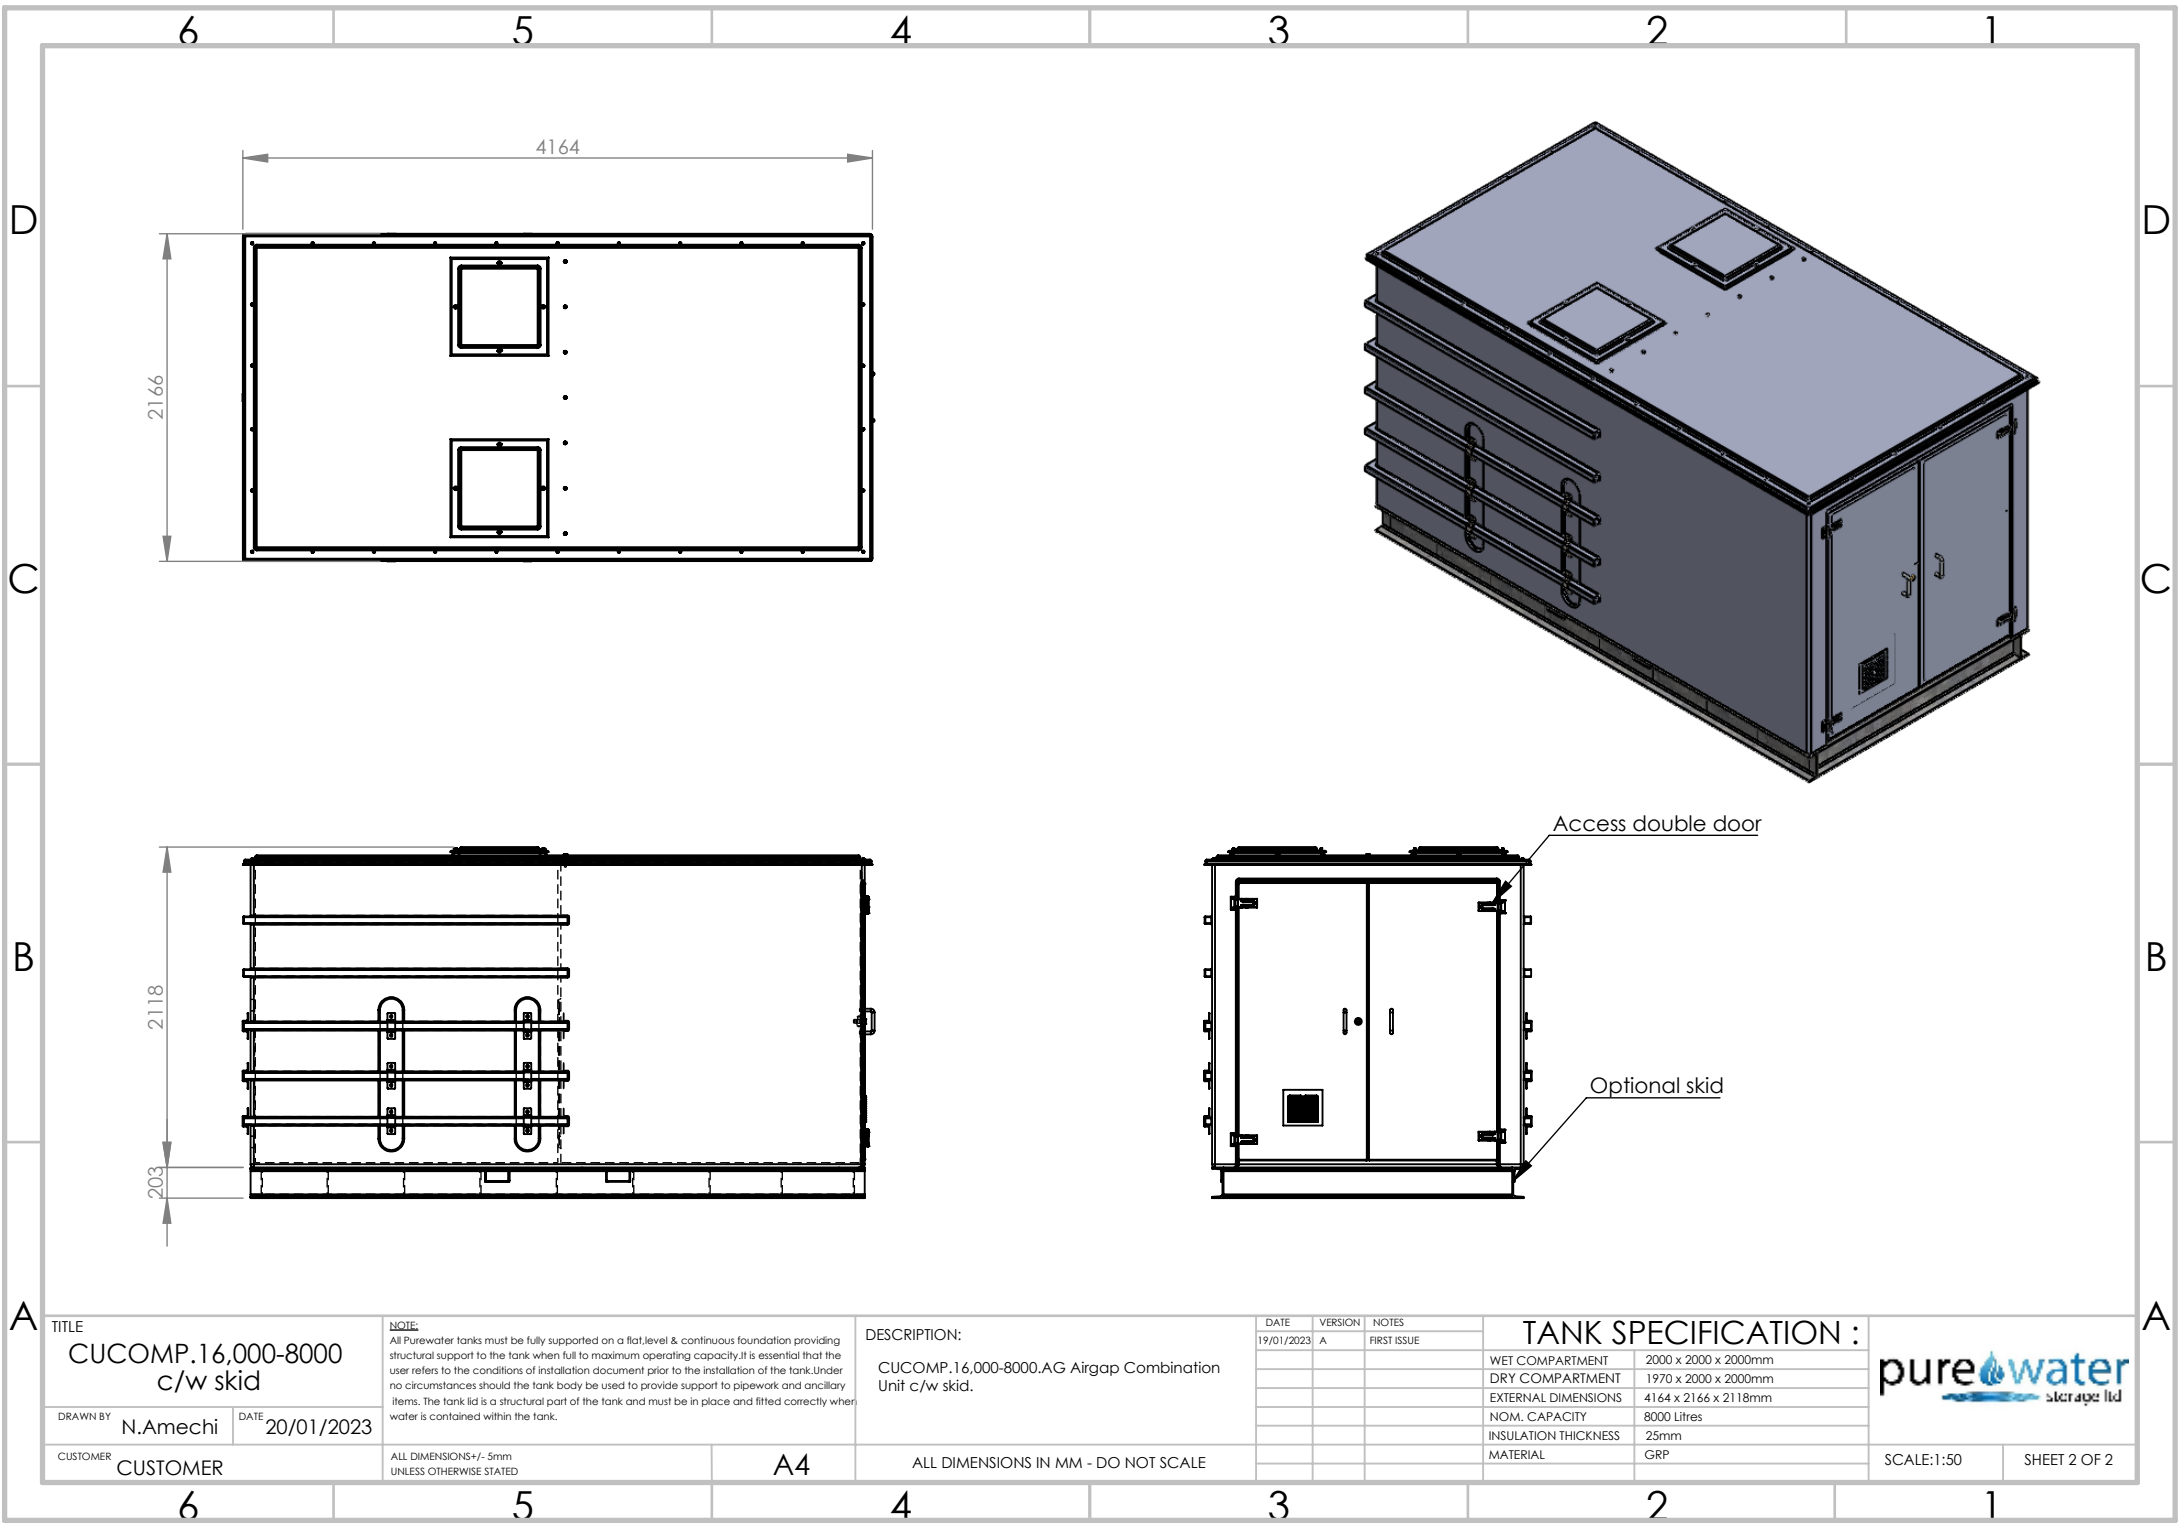 6 5 4 3 2 1
D
D
4164
2166
C
C
Access double door
2118
B
B
Optional skid
203
A
A
TITLE
CUCOMP.16,000-8000
c/w skid
DRAWN BY N.Amechi DATE 20/01/2023
CUSTOMER CUSTOMER
NOTE:
All Purewater tanks must be fully supported on a flat,level & continuous foundation providing
structural support to the tank when full to maximum operating capacity.It is essential that the
user refers to the conditions of installation document prior to the installation of the tank.Under
no circumstances should the tank body be used to provide support to pipework and ancillary
items. The tank lid is a structural part of the tank and must be in place and fitted correctly when
water is contained within the tank.
ALL DIMENSIONS+/- 5mm
UNLESS OTHERWISE STATED
A4
DESCRIPTION:
CUCOMP.16,000-8000.AG Airgap Combination
Unit c/w skid.
ALL DIMENSIONS IN MM - DO NOT SCALE
DATE VERSION NOTES
19/01/2023 A FIRST ISSUE
TANK SPECIFICATION :
WET COMPARTMENT 2000 x 2000 x 2000mm
DRY COMPARTMENT 1970 x 2000 x 2000mm
EXTERNAL DIMENSIONS 4164 x 2166 x 2118mm
NOM. CAPACITY 8000 Litres
INSULATION THICKNESS 25mm
MATERIAL GRP
pure water
storage ltd
SCALE:1:50 SHEET 2 OF 2
6 5 4 3 2 1